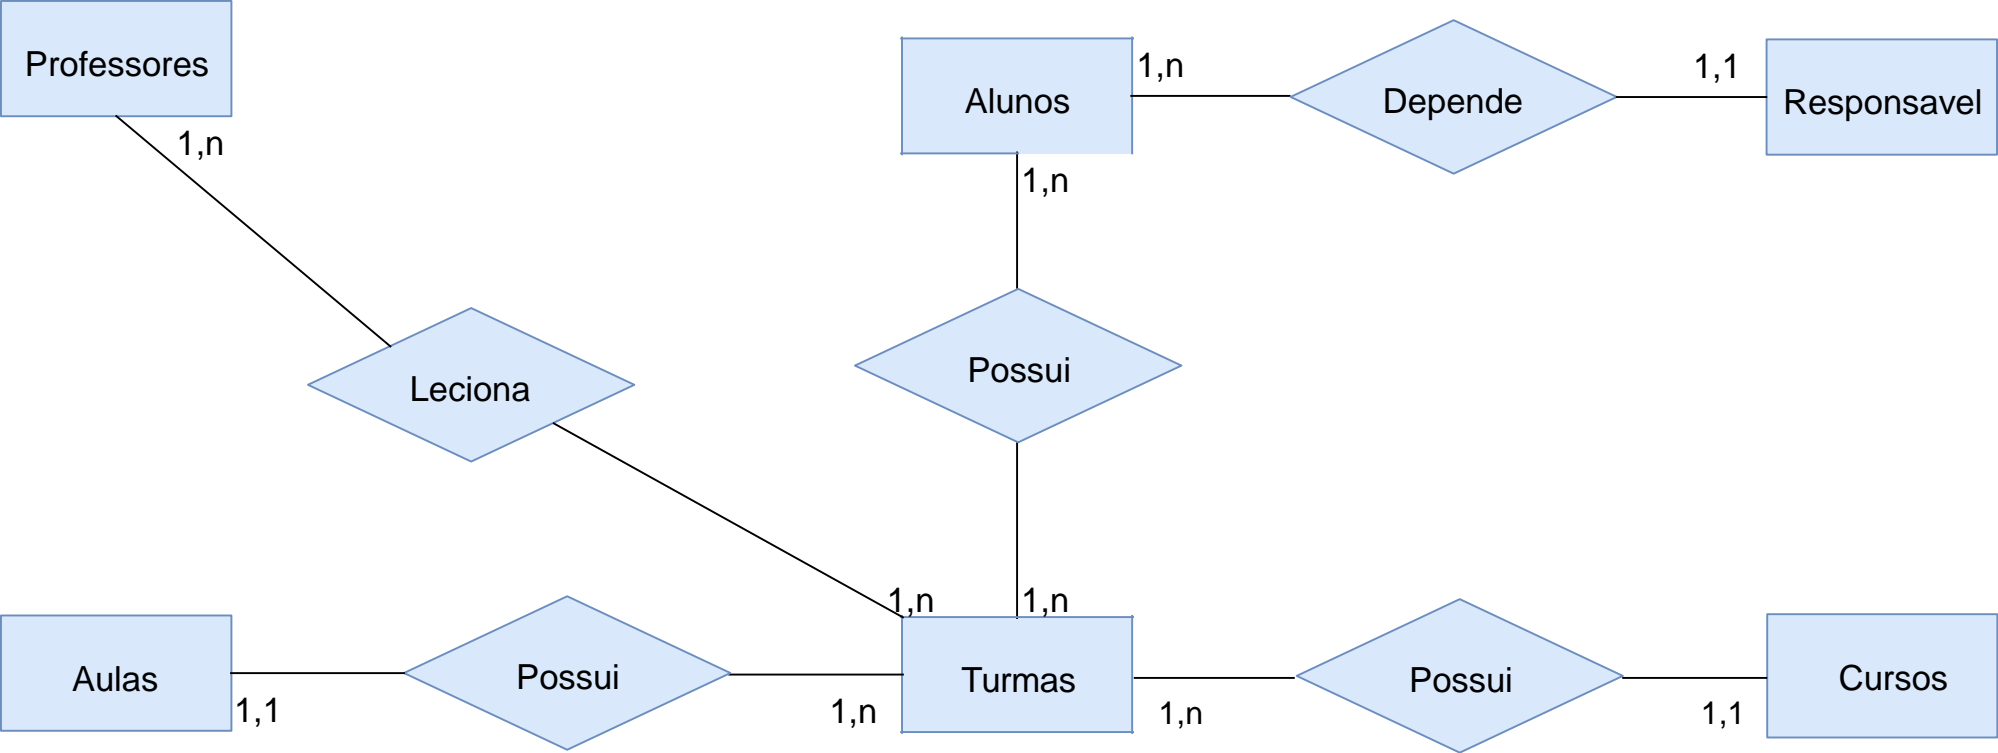 Professores
1,n
Alunos
1,n
Depende
1,1
Responsavel
1,n
Leciona
Possui
1,n
1,n
Aulas
1,1
Possui
1,n
Turmas
1,n
Possui
1,1
Cursos